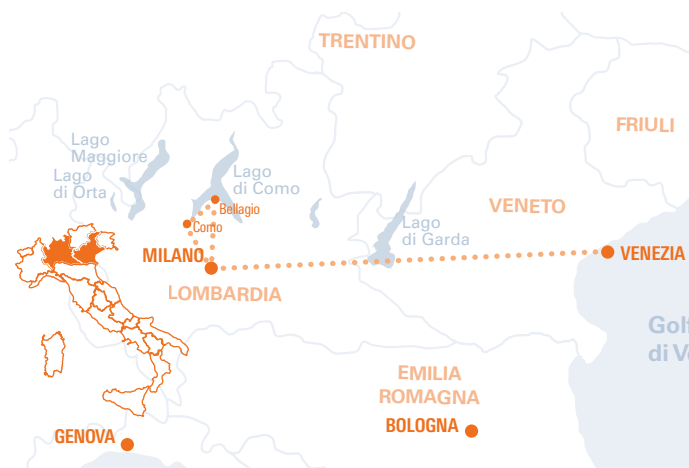 TRENTINO
FRIULI
Lago
Maggiore
Lago
di Orta
Lago
di Como
Bellagio
Como
VENETO
Lago
di Garda
MILANO
VENEZIA
LOMBARDIA
di
EMILIA
ROMAGNA
BOLOGNA
GENOVA